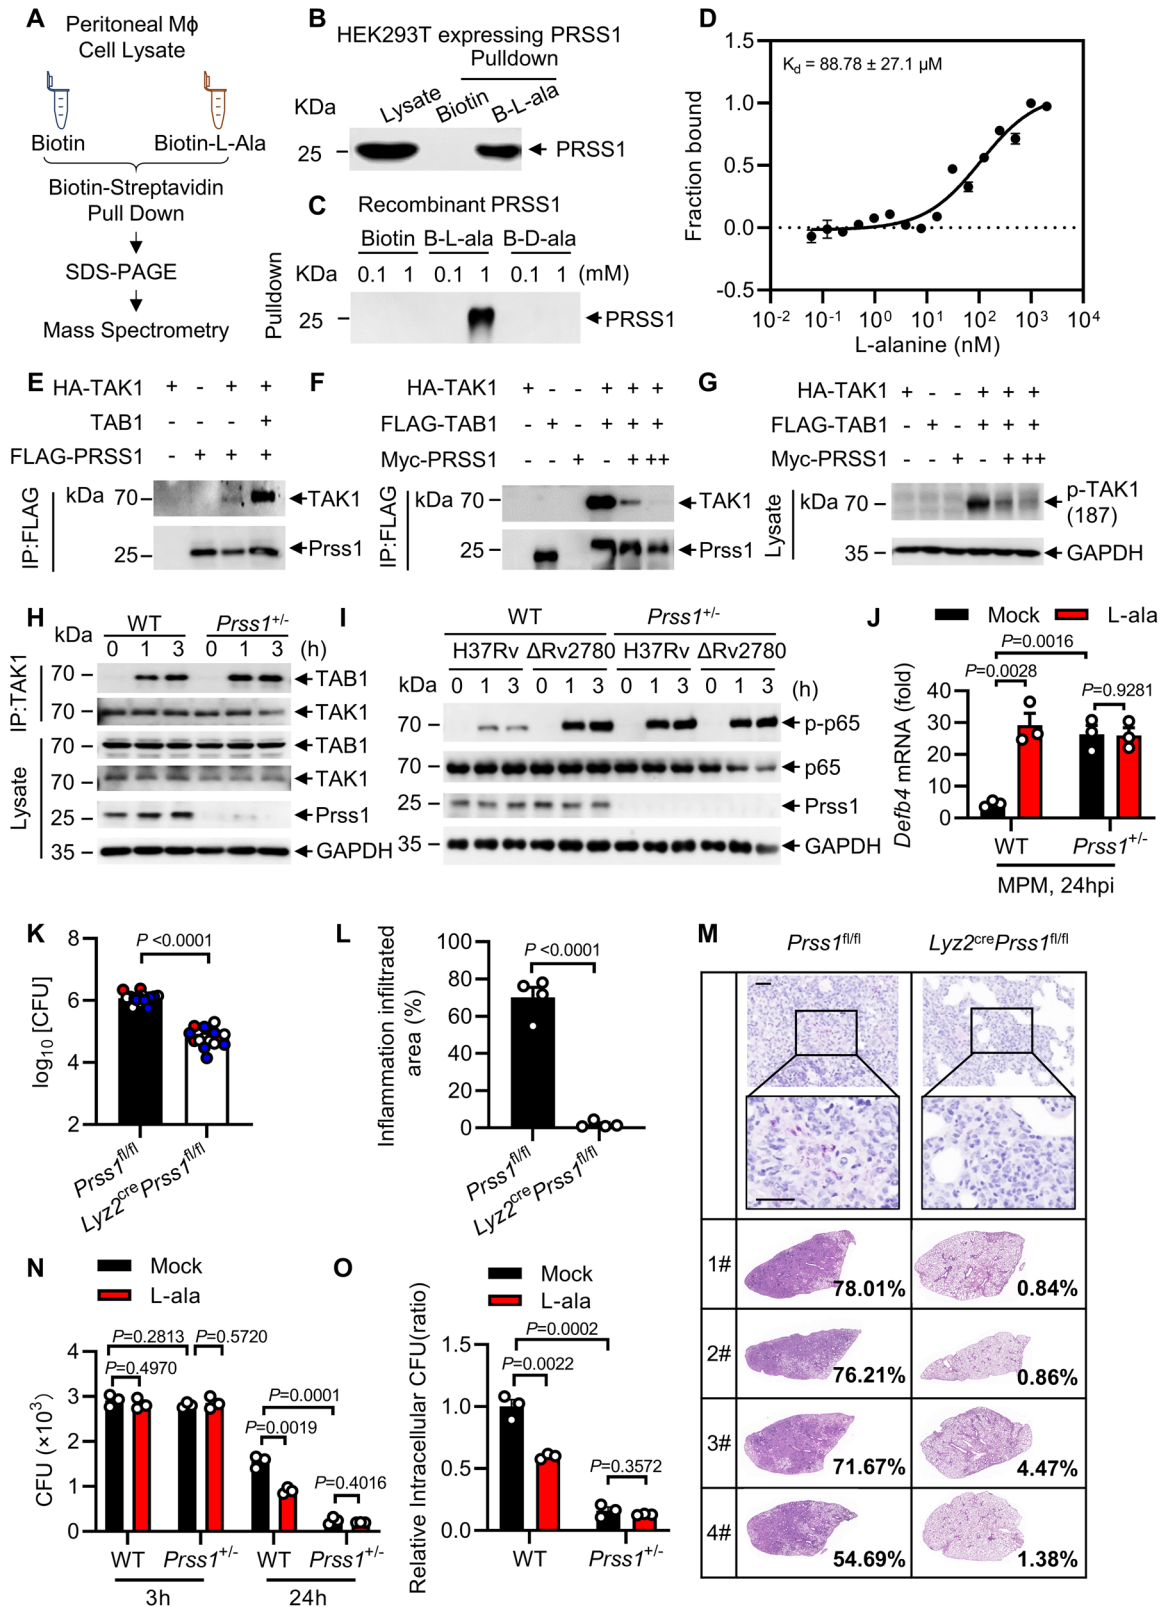 A
Peritoneal Mϕ
Cell Lysate
Biotin
Biotin-L-Ala
Biotin-Streptavidin
Pull Down
SDS-PAGE
Mass Spectrometry
B
HEK293T expressing PRSS1
Pulldown
KDa
Lysate
Biotin
B-L-ala
25
PRSS1
C
Recombinant PRSS1
Biotin B-L-ala B-D-ala
KDa 0.1 1 0.1 1 0.1 1 (mM)
Pulldown
25
PRSS1
D
Kd = 88.78 ± 27.1 μM
Fraction bound
1.5
1.0
0.5
0.0
-0.5
10-2 10-1 100 101 102 103 104
L-alanine (nM)
E
HA-TAK1 + - + +
TAB1 - - - +
FLAG-PRSS1 - + + +
IP:FLAG
kDa 70
TAK1
25
Prss1
F
HA-TAK1 + - - + + +
FLAG-TAB1 - + - + + +
Myc-PRSS1 - - + - + ++
IP:FLAG
kDa 70
TAK1
25
Prss1
G
HA-TAK1 + - - + + +
FLAG-TAB1 - + - + + +
Myc-PRSS1 - - + - + ++
Lysate
kDa 70
p-TAK1
(187)
35
GAPDH
H
WT Prss1+/-
kDa
0 1 3 0 1 3 (h)
IP:TAK1
70 TAB1
70 TAK1
Lysate
70 TAB1
70 TAK1
25 Prss1
35 GAPDH
I
WT Prss1+/-
H37Rv ΔRv2780 H37Rv ΔRv2780
kDa 0 1 3 0 1 3 0 1 3 0 1 3 (h)
70 p-p65
70 p65
25 Prss1
35 GAPDH
J
Mock L-ala
P=0.0016
P=0.0028
P=0.9281
Defb4 mRNA (fold)
40
30
20
10
0
WT Prss1+/-
MPM, 24hpi
K
P <0.0001
log10 [CFU]
8
6
4
2
Prss1fl/fl
Lyz2crePrss1fl/fl
L
P <0.0001
Inflammation infiltrated
area (%)
100
80
60
40
20
0
Prss1fl/fl
Lyz2crePrss1fl/fl
M
Prss1fl/fl Lyz2crePrss1fl/fl
1# 78.01% 0.84%
2# 76.21% 0.86%
3# 71.67% 4.47%
4# 54.69% 1.38%
N
Mock
L-ala
P=0.2813 P=0.5720
P=0.4970
P=0.0001
P=0.0019
P=0.4016
CFU (×103)
4
3
2
1
0
WT Prss1+/- WT Prss1+/-
3h 24h
O
Mock
L-ala
P=0.0002
P=0.0022
P=0.3572
Relative Intracellular CFU(ratio)
1.5
1.0
0.5
0.0
WT Prss1+/-